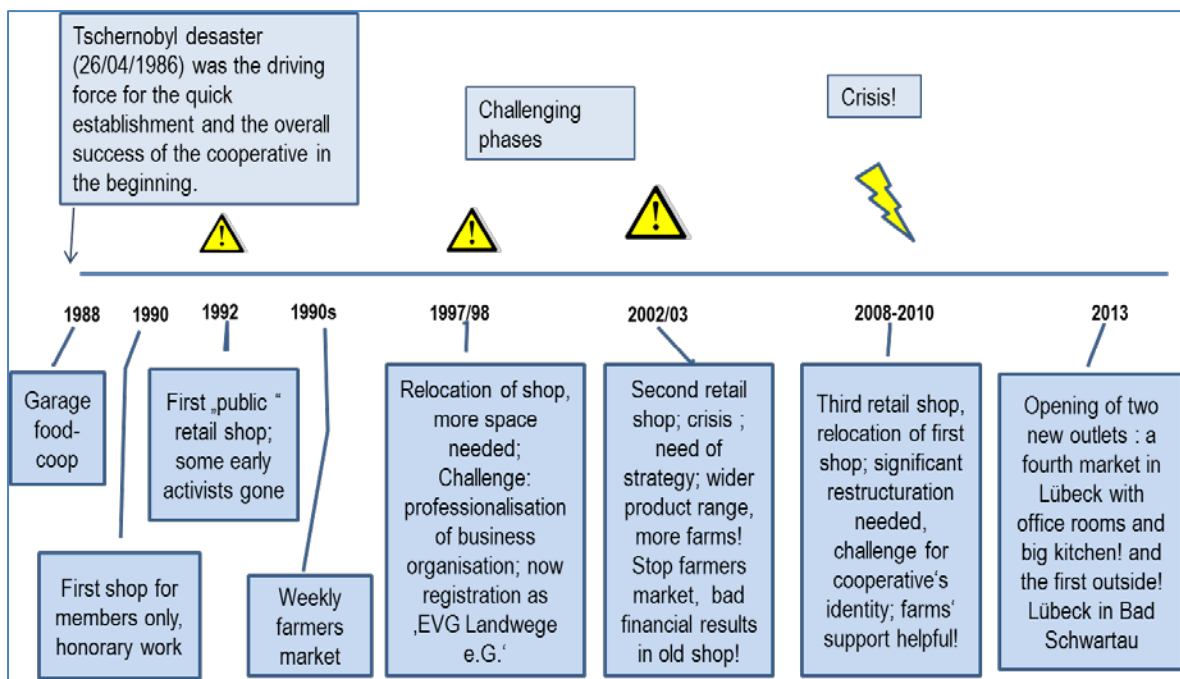 Tschernobyl desaster
(26/04/1986) was the driving
force for the quick
establishment and the overall
success of the cooperative in
the beginning.
Challenging
phases
Crisis!
1988
1990
1992
1990s
1997/98
2002/03
2008-2010
2013
Garage
food-
coop
First shop for
members only,
honorary work
First „public “
retail shop;
some early
activists gone
Weekly
farmers
market
Relocation of shop,
more space
needed;
Challenge:
professionalisation
of business
organisation; now
registration as
‚EVG Landwege
e.G.‘
Second retail
shop; crisis ;
need of
strategy; wider
product range,
more farms!
Stop farmers
market, bad
financial results
in old shop!
Third retail shop,
relocation of first
shop; significant
restructuration
needed,
challenge for
cooperative‘s
identity; farms‘
support helpful!
Opening of two
new outlets : a
fourth market in
Lübeck with
office rooms and
big kitchen! and
the first outside!
Lübeck in Bad
Schwartau